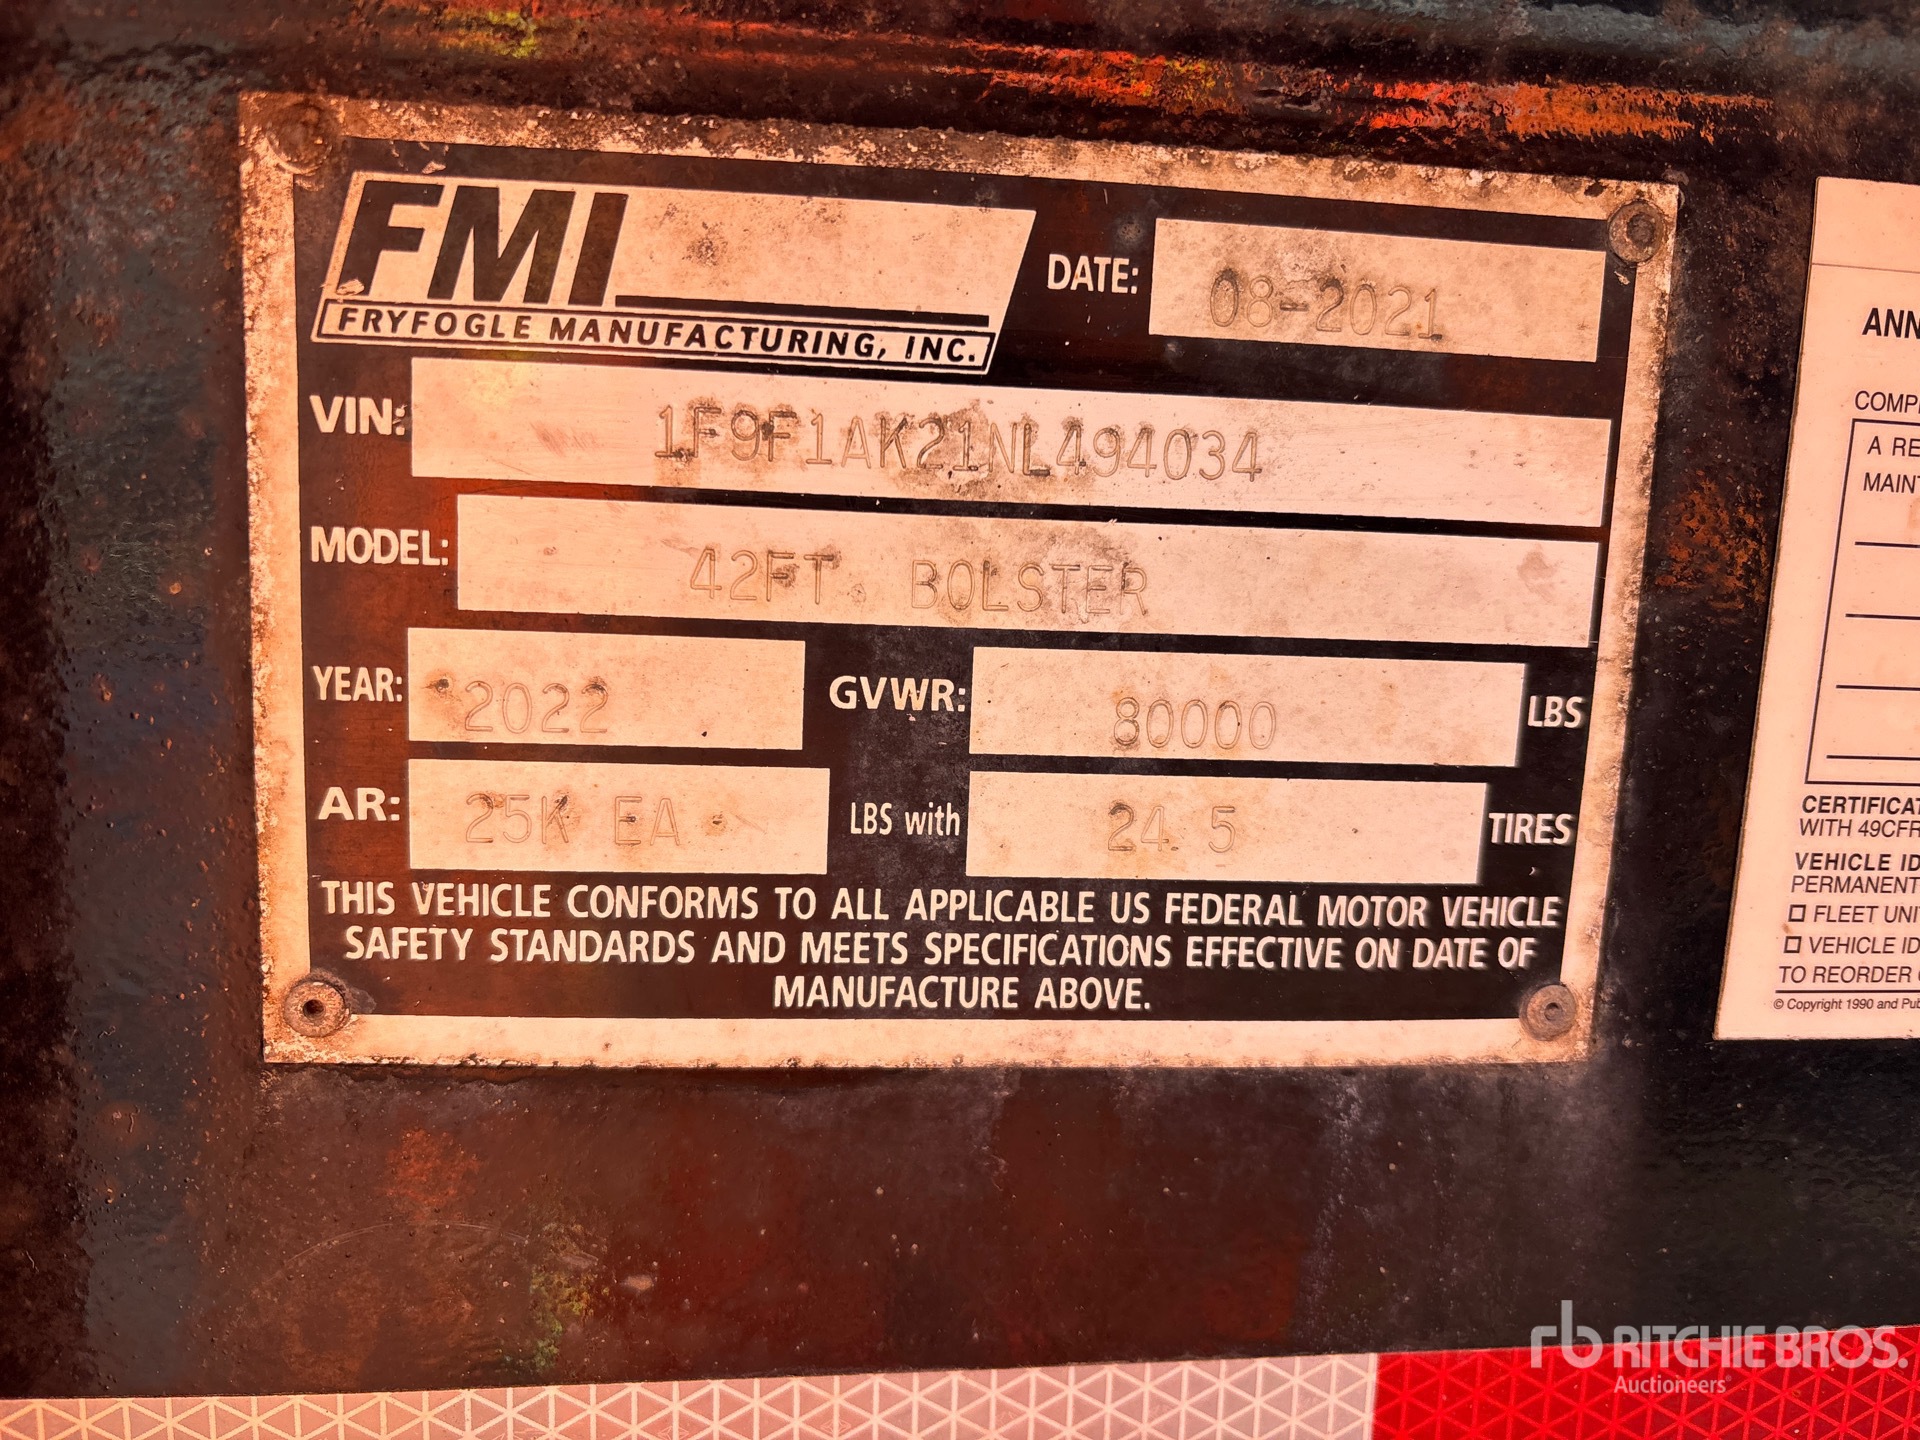 FMI
FRYFOGLE MANUFACTURING, INC.
DATE: 08-2021
VIN: 1F9F1AK21NL494034
MODEL: 42FT. BOLSTER
YEAR: 2022 GVWR: 80000 LBS
AR: 25K EA LBS with 24.5 TIRES
THIS VEHICLE CONFORMS TO ALL APPLICABLE US FEDERAL MOTOR VEHICLE
SAFETY STANDARDS AND MEETS SPECIFICATIONS EFFECTIVE ON DATE OF
MANUFACTURE ABOVE.
ANN
COMP
A RE
MAINT
CERTIFICAT
WITH 49CFR
VEHICLE ID
PERMANENT
FLEET UNI
VEHICLE ID
TO REORDER
© Copyright 1990 and Pub
rb RITCHIE BROS.
Auctioneers